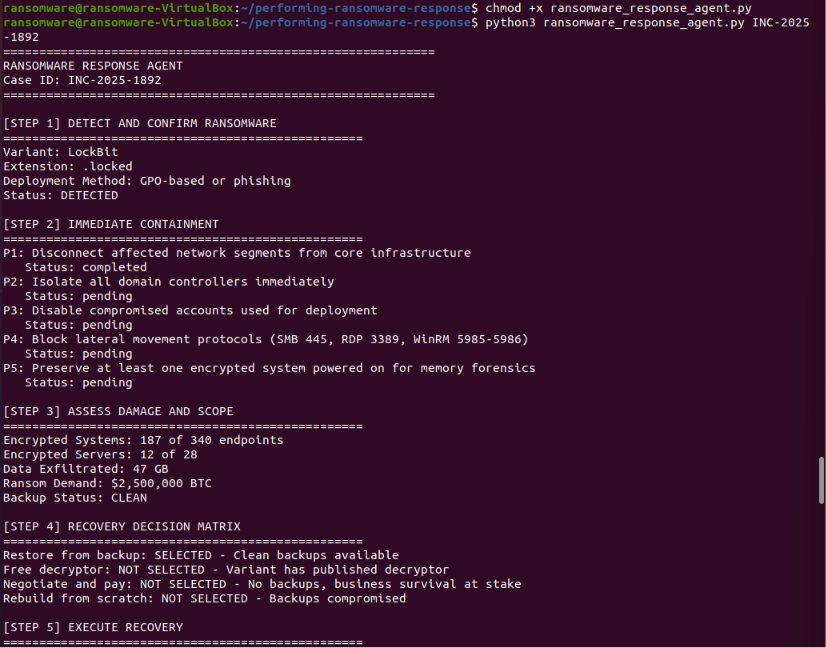 ransomware@ransomware-VirtualBox:~/performing-ransomware-response$ chmod +x ransomware_response_agent.py
ransomware@ransomware-VirtualBox:~/performing-ransomware-response$ python3 ransomware_response_agent.py INC-2025
-1892
============================================================
RANSOMWARE RESPONSE AGENT
Case ID: INC-2025-1892
============================================================
[STEP 1] DETECT AND CONFIRM RANSOMWARE
==================================================
Variant: LockBit
Extension: .locked
Deployment Method: GPO-based or phishing
Status: DETECTED
[STEP 2] IMMEDIATE CONTAINMENT
==================================================
P1: Disconnect affected network segments from core infrastructure
   Status: completed
P2: Isolate all domain controllers immediately
   Status: pending
P3: Disable compromised accounts used for deployment
   Status: pending
P4: Block lateral movement protocols (SMB 445, RDP 3389, WinRM 5985-5986)
   Status: pending
P5: Preserve at least one encrypted system powered on for memory forensics
   Status: pending
[STEP 3] ASSESS DAMAGE AND SCOPE
==================================================
Encrypted Systems: 187 of 340 endpoints
Encrypted Servers: 12 of 28
Data Exfiltrated: 47 GB
Ransom Demand: $2,500,000 BTC
Backup Status: CLEAN
[STEP 4] RECOVERY DECISION MATRIX
==================================================
Restore from backup: SELECTED - Clean backups available
Free decryptor: NOT SELECTED - Variant has published decryptor
Negotiate and pay: NOT SELECTED - No backups, business survival at stake
Rebuild from scratch: NOT SELECTED - Backups compromised
[STEP 5] EXECUTE RECOVERY
==================================================